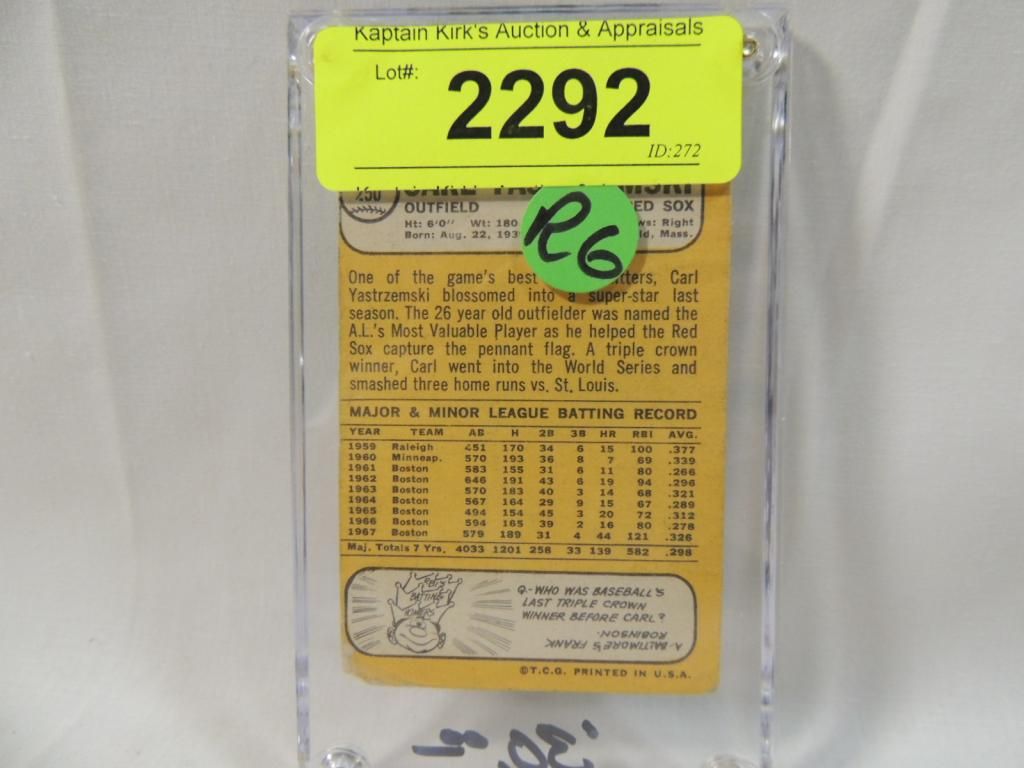 Kaptain Kirk's Auction & Appraisals
Lot#:
2292
ID:272
R6
250
OUTFIELD ED SOX
Ht: 6'0" Wt: 180 ws: Right
Born: Aug. 22, 193 ld, Mass.
One of the game's best tters, Carl
Yastrzemski blossomed into a super-star last
season. The 26 year old outfielder was named the
A.L.'s Most Valuable Player as he helped the Red
Sox capture the pennant flag. A triple crown
winner, Carl went into the World Series and
smashed three home runs vs. St. Louis.
MAJOR & MINOR LEAGUE BATTING RECORD
YEAR TEAM AB H 2B 3B HR RBI AVG.
1959 Raleigh 451 170 34 6 15 100 .377
1960 Minneap. 570 193 36 8 7 69 .339
1961 Boston 583 155 31 6 11 80 .266
1962 Boston 646 191 43 6 19 94 .296
1963 Boston 570 183 40 3 14 68 .321
1964 Boston 567 164 29 9 15 67 .289
1965 Boston 494 154 45 3 20 72 .312
1966 Boston 594 165 39 2 16 80 .278
1967 Boston 579 189 31 4 44 121 .326
Maj. Totals 7 Yrs. 4033 1201 258 33 139 582 .298
RBI'S
BATTING
HOMERS
Q-WHO WAS BASEBALL'S
LAST TRIPLE CROWN
WINNER BEFORE CARL?
A-BALTIMORE'S FRANK
ROBINSON.
©T.C.G. PRINTED IN U.S.A.